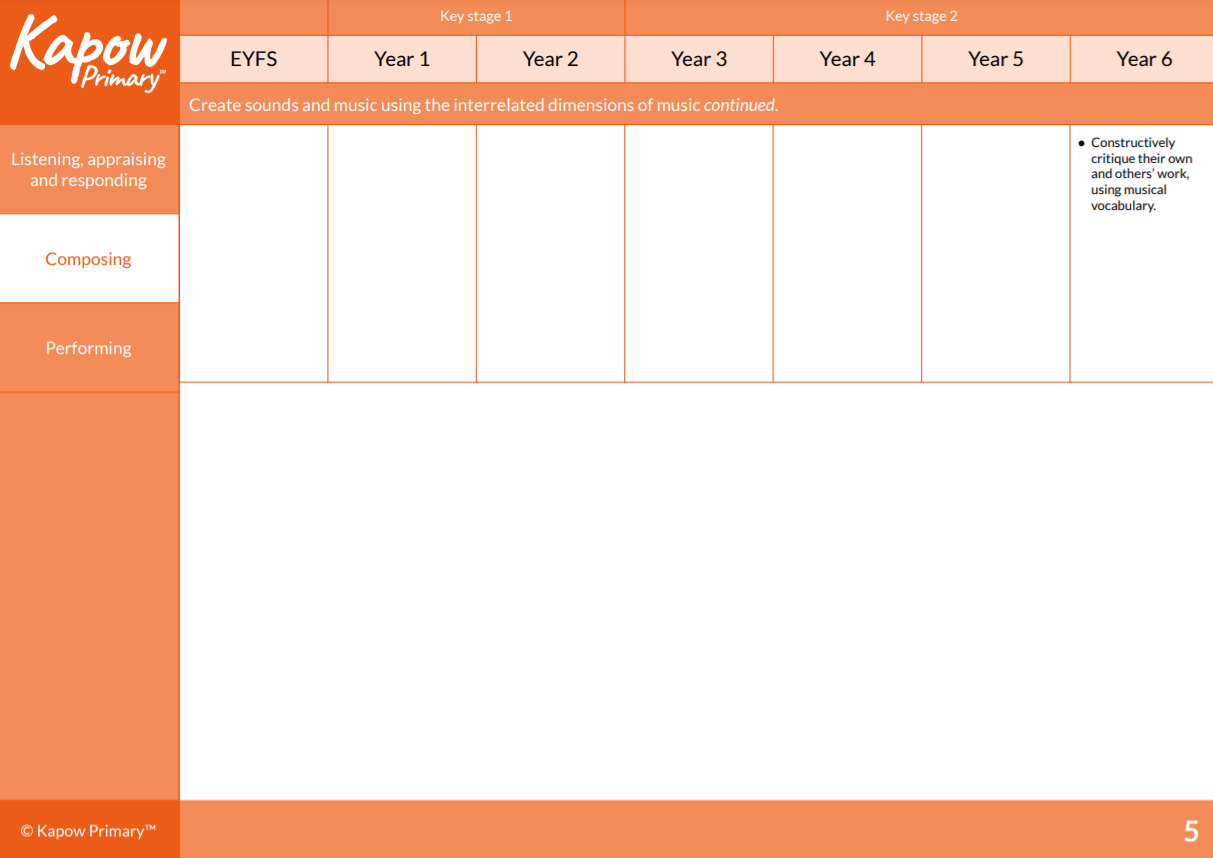 Kapow
Primary™
Key stage 1
Key stage 2
EYFS
Year 1
Year 2
Year 3
Year 4
Year 5
Year 6
Create sounds and music using the interrelated dimensions of music continued.
Listening, appraising
and responding
Composing
Performing
● Constructively
critique their own
and others’ work,
using musical
vocabulary.
© Kapow Primary™
5